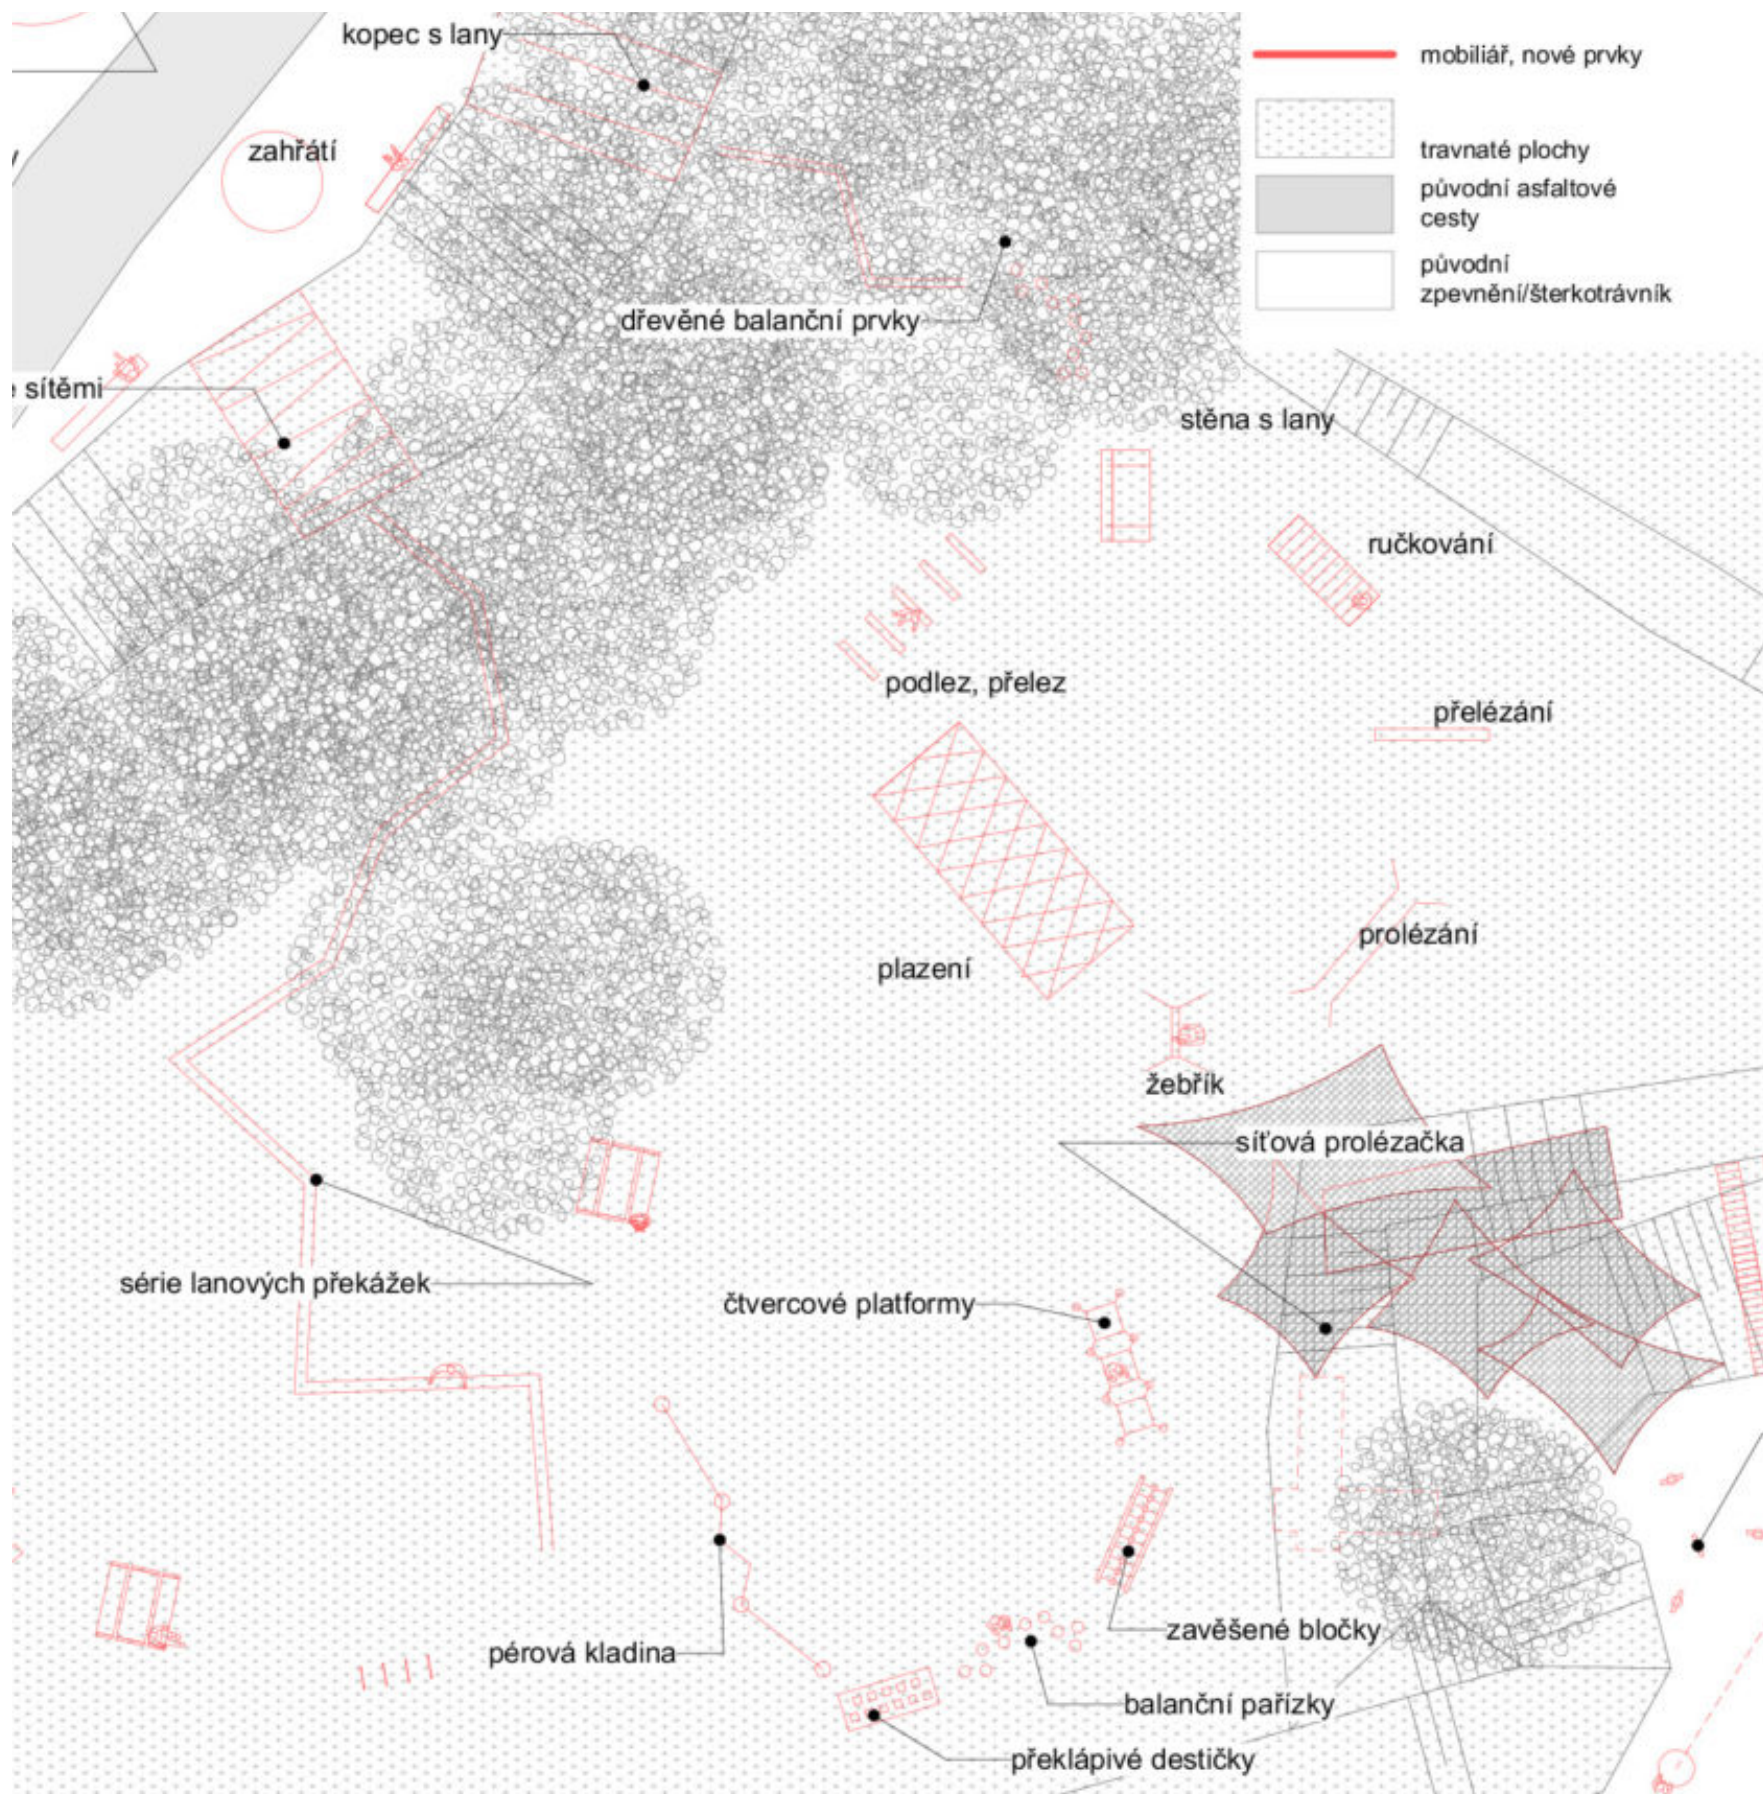 kopec s lany
mobiliář, nové prvky
zahřátí
travnaté plochy
původní asfaltové
cesty
původní
zpevnění/šterkotrávník
dřevěné balanční prvky
sítěmi
stěna s lany
ručkování
podlez, přelez
přelézání
prolézání
plazení
žebřík
síťová prolézačka
série lanových překážek
čtvercové platformy
zavěšené bločky
pérová kladina
balanční pařízky
překlápivé destičky